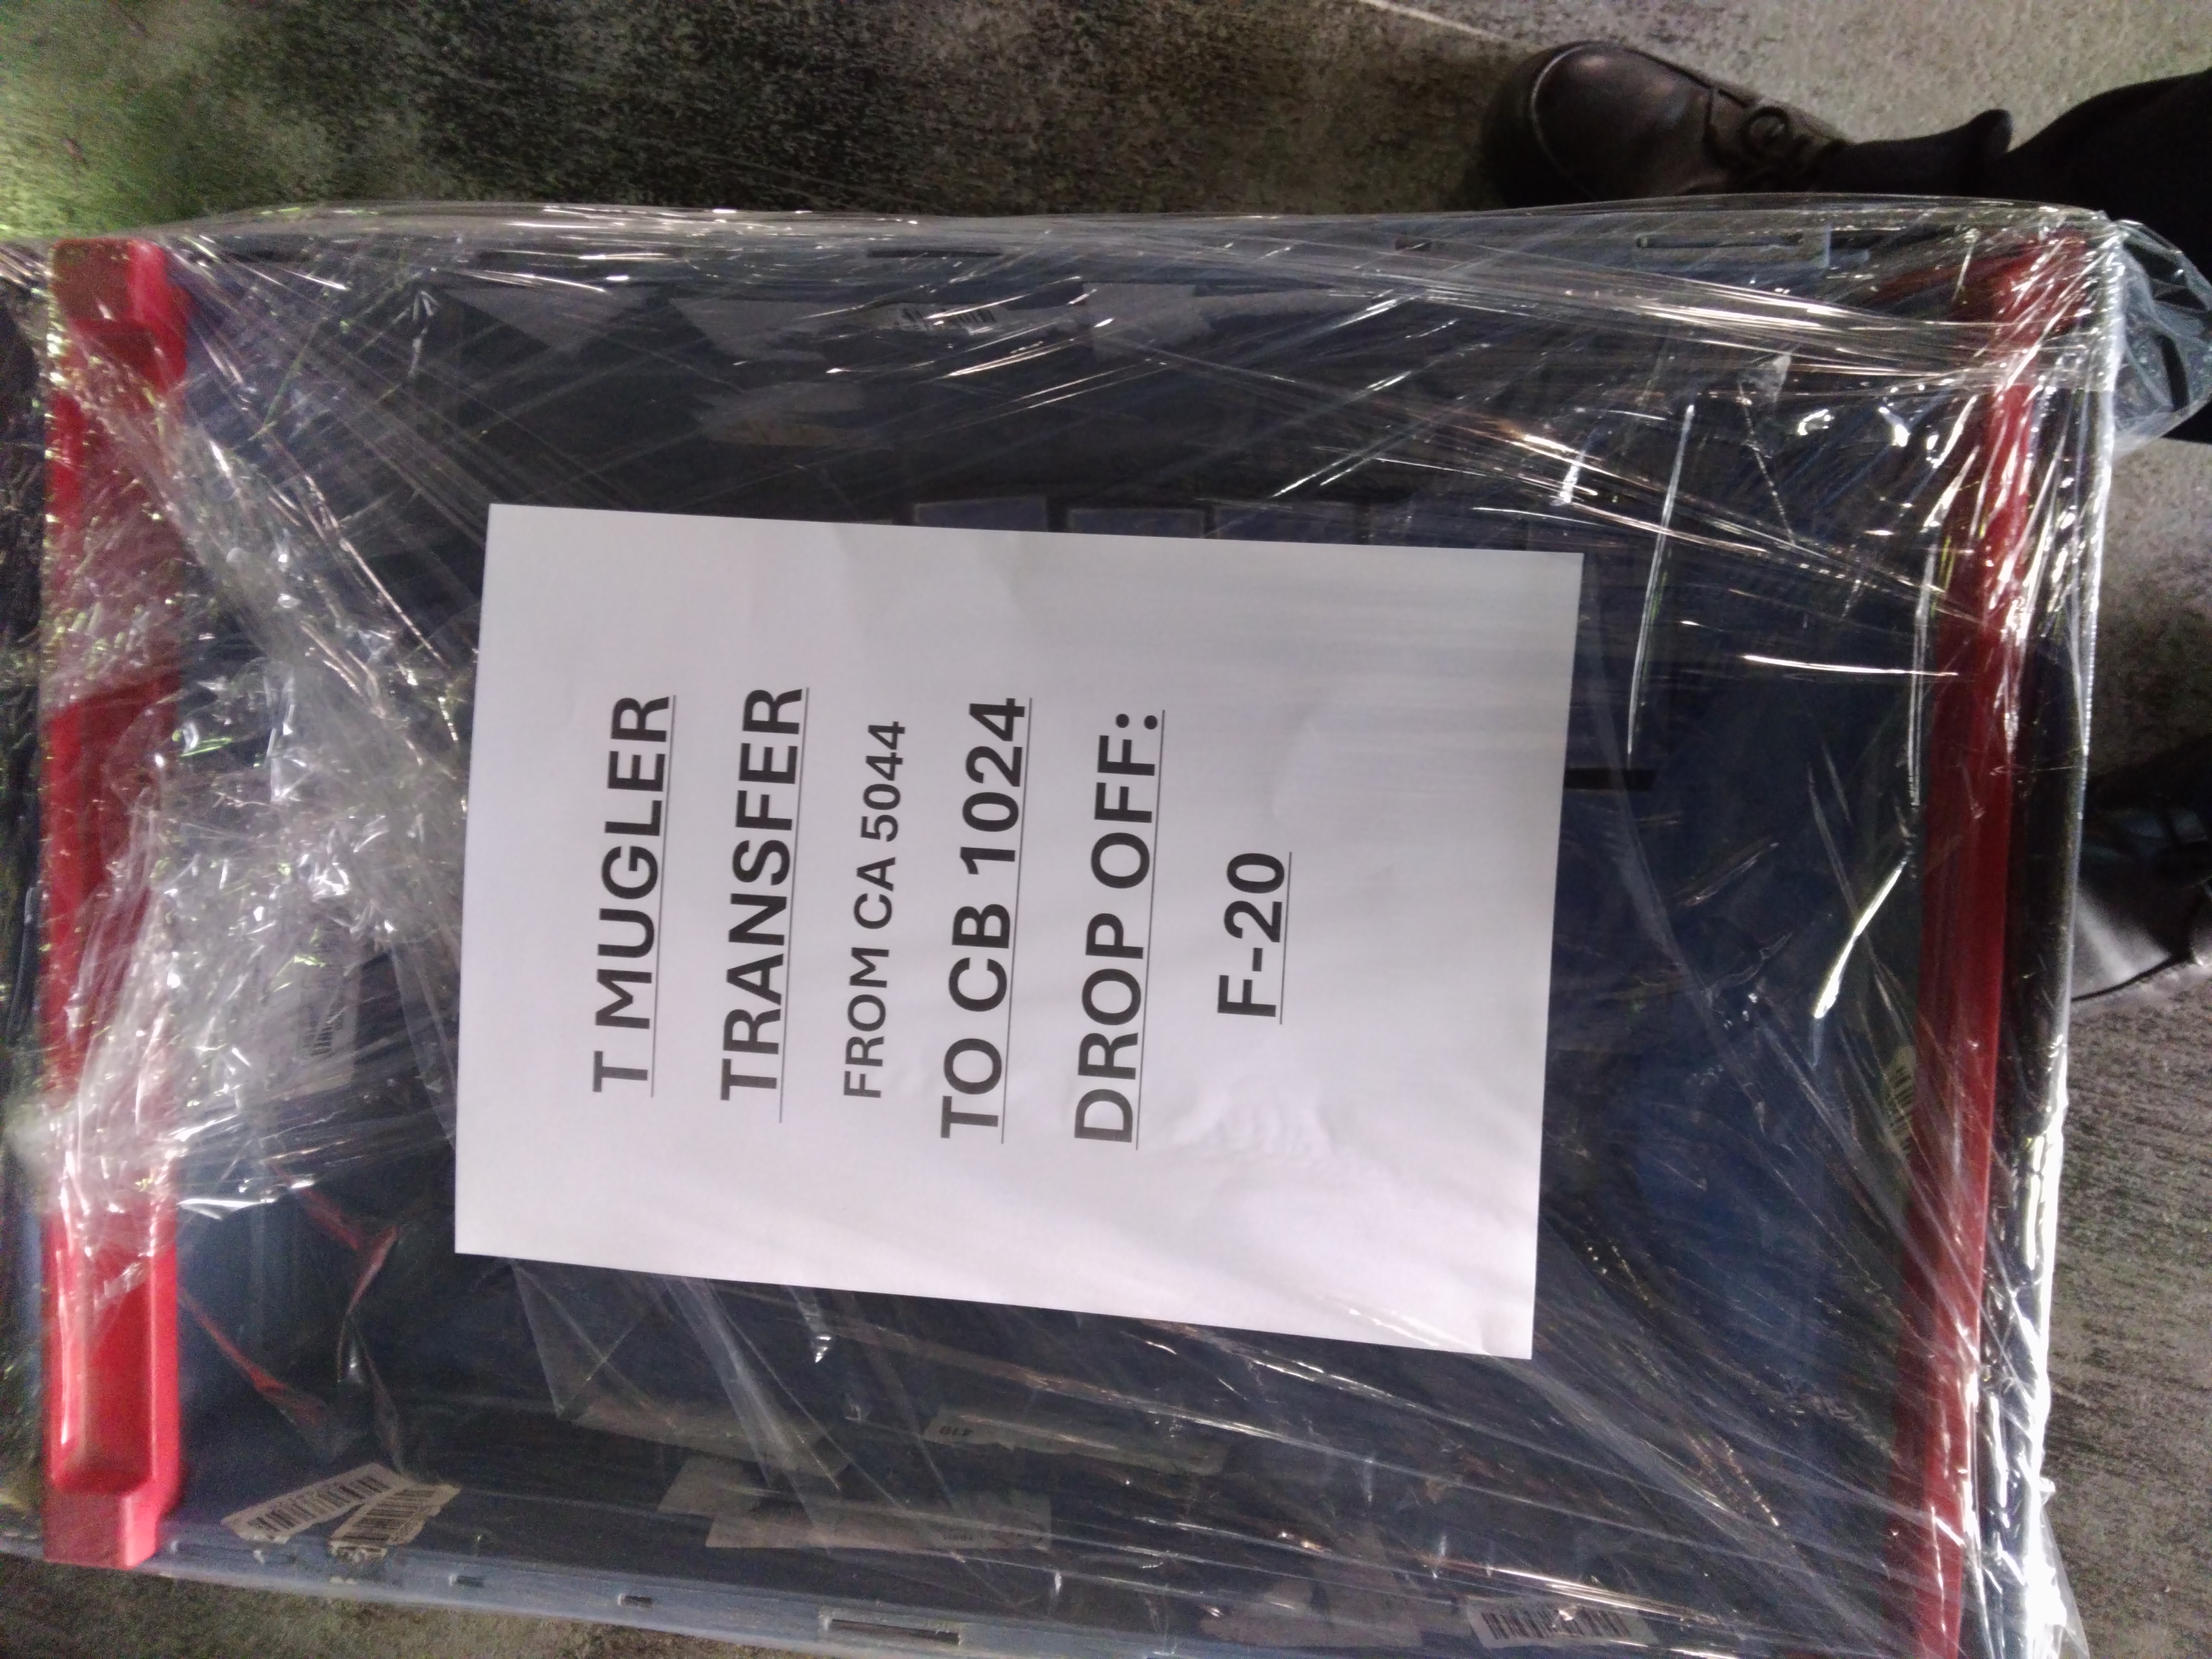 T MUGLER
TRANSFER
FROM CA 5044
TO CB 1024
DROP OFF:
F-20